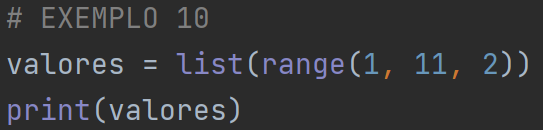 # EXEMPLO 10
valores = list(range(1, 11, 2))
print(valores)